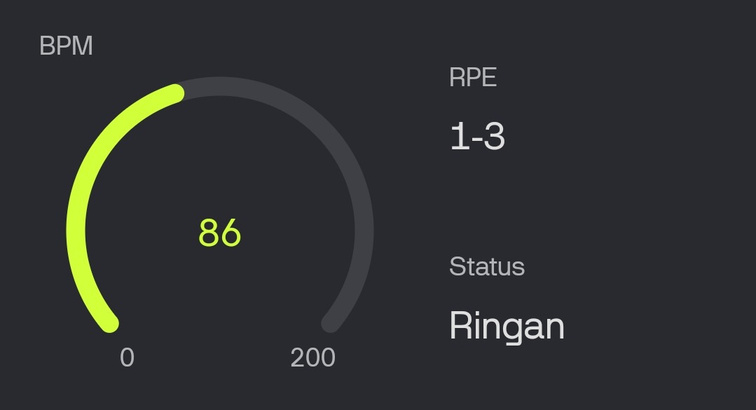 BPM
86
0
200
RPE
1-3
Status
Ringan